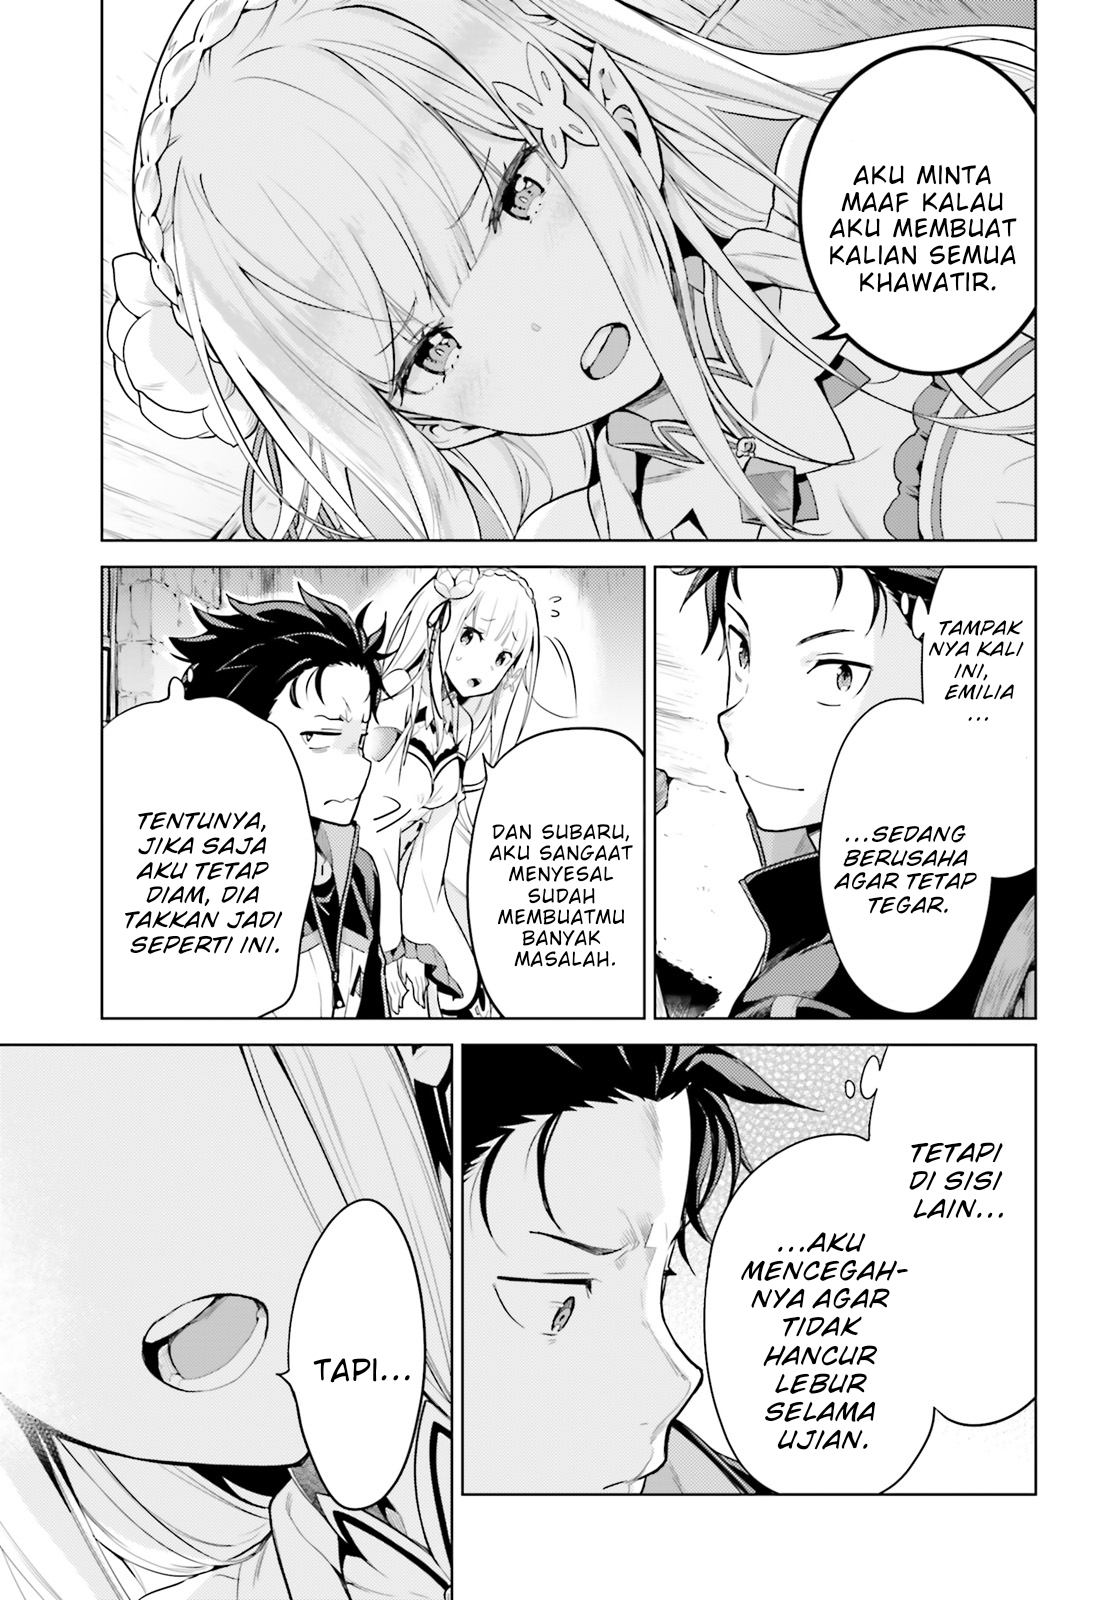 AKU MINTA
MAAF KALAU
AKU MEMBUAT
KALIAN SEMUA
KHAWATIR.
TAMPAK
NYA KALI
INI,
EMILIA
...
...SEDANG
BERUSAHA
AGAR TETAP
TEGAR.
DAN SUBARU,
AKU SANGAAT
MENYESAL
SUDAH
MEMBUATMU
BANYAK
MASALAH.
TENTUNYA,
JIKA SAJA
AKU TETAP
DIAM, DIA
TAKKAN JADI
SEPERTI INI.
TETAPI
DI SISI
LAIN...
...AKU
MENCEGAH-
NYA AGAR
TIDAK
HANCUR
LEBUR
SELAMA
UJIAN.
TAPI...